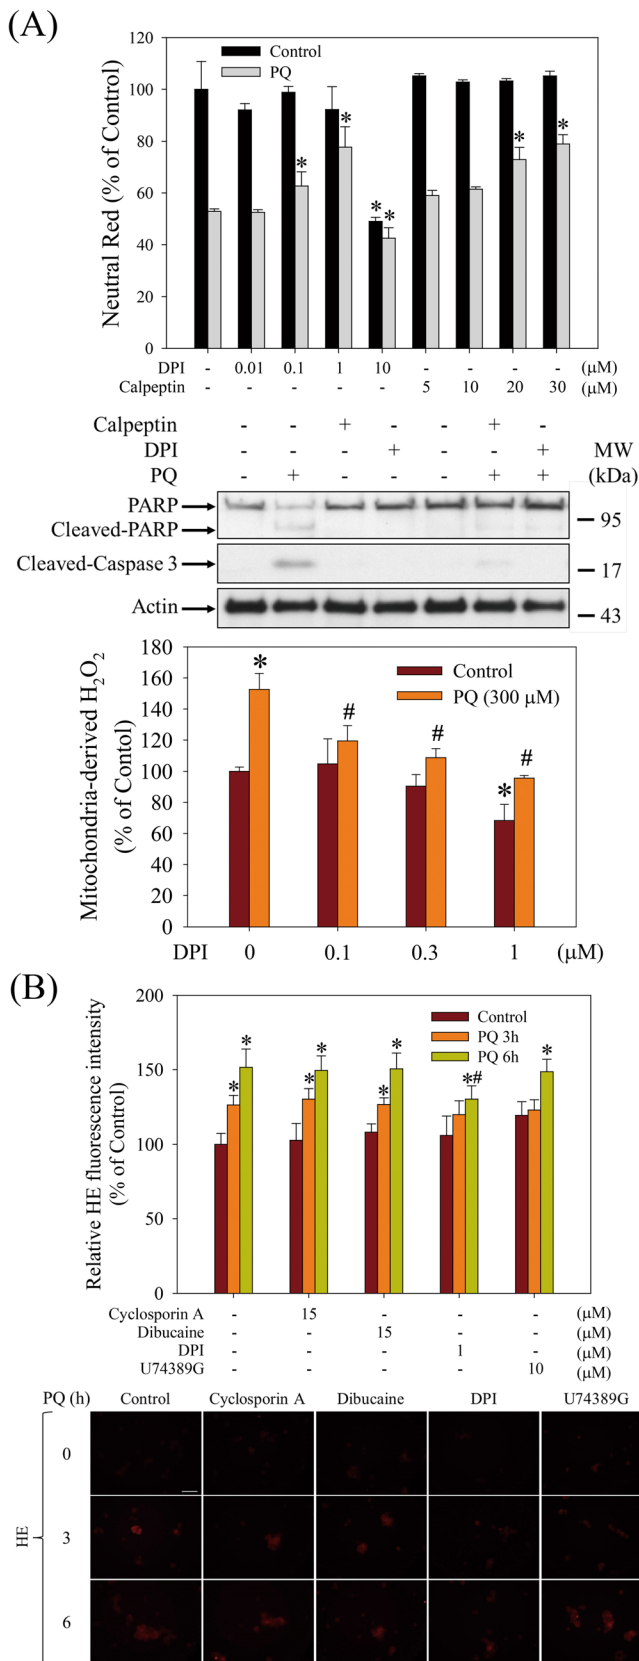 (A)
Neutral Red (% of Control)
120
100
80
60
40
20
0
Control
PQ
* * * * * *
DPI - 0.01 0.1 1 10 - - - - (μM)
Calpeptin - - - - - 5 10 20 30 (μM)
Calpeptin - - + - - + -
DPI - - - + - - + MW
PQ - + - - - + + (kDa)
PARP
95
Cleaved-PARP
Cleaved-Caspase 3
17
Actin
43
Mitochondria-derived H2O2
(% of Contol)
180
160
140
120
100
80
60
40
20
0
Control
PQ (300 μM)
* # # * #
DPI 0 0.1 0.3 1 (μM)
(B)
Relative HE fluorescence intensity
(% of Control)
200
150
100
50
0
Control
PQ 3h
PQ 6h
* * * * * * *# *
Cyclosporin A - 15 - - - (μM)
Dibucaine - - 15 - - (μM)
DPI - - - 1 - (μM)
U74389G - - - - 10 (μM)
PQ (h) Control Cyclosporin A Dibucaine DPI U74389G
0
HE
3
6